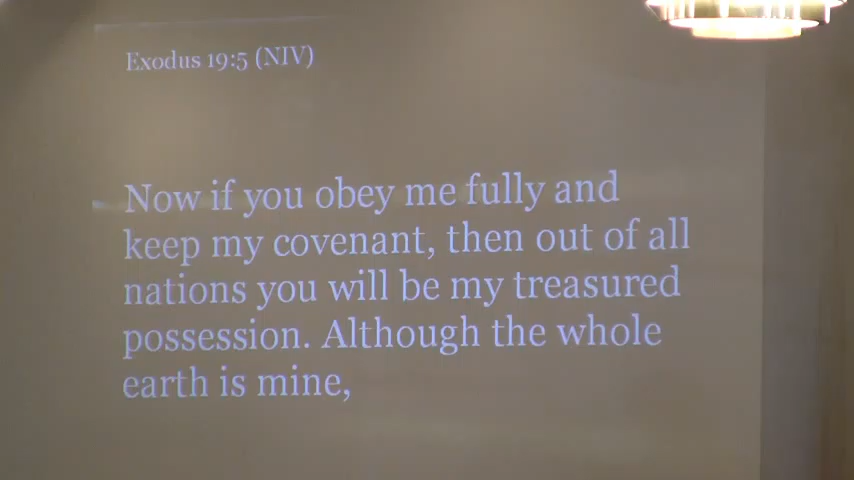 Exodus 19:5 (NIV)
Now if you obey me fully and
keep my covenant, then out of all
nations you will be my treasured
possession. Although the whole
earth is mine,